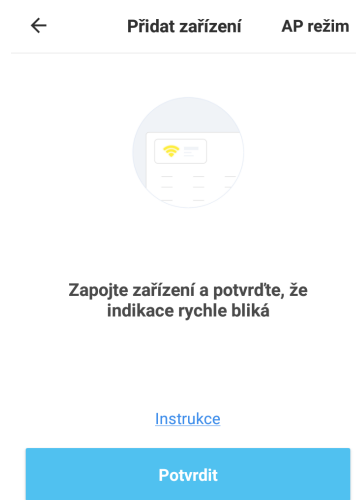 Přidat zařízení AP režim
Zapojte zařízení a potvrďte, že
indikace rychle bliká
Instrukce
Potvrdit